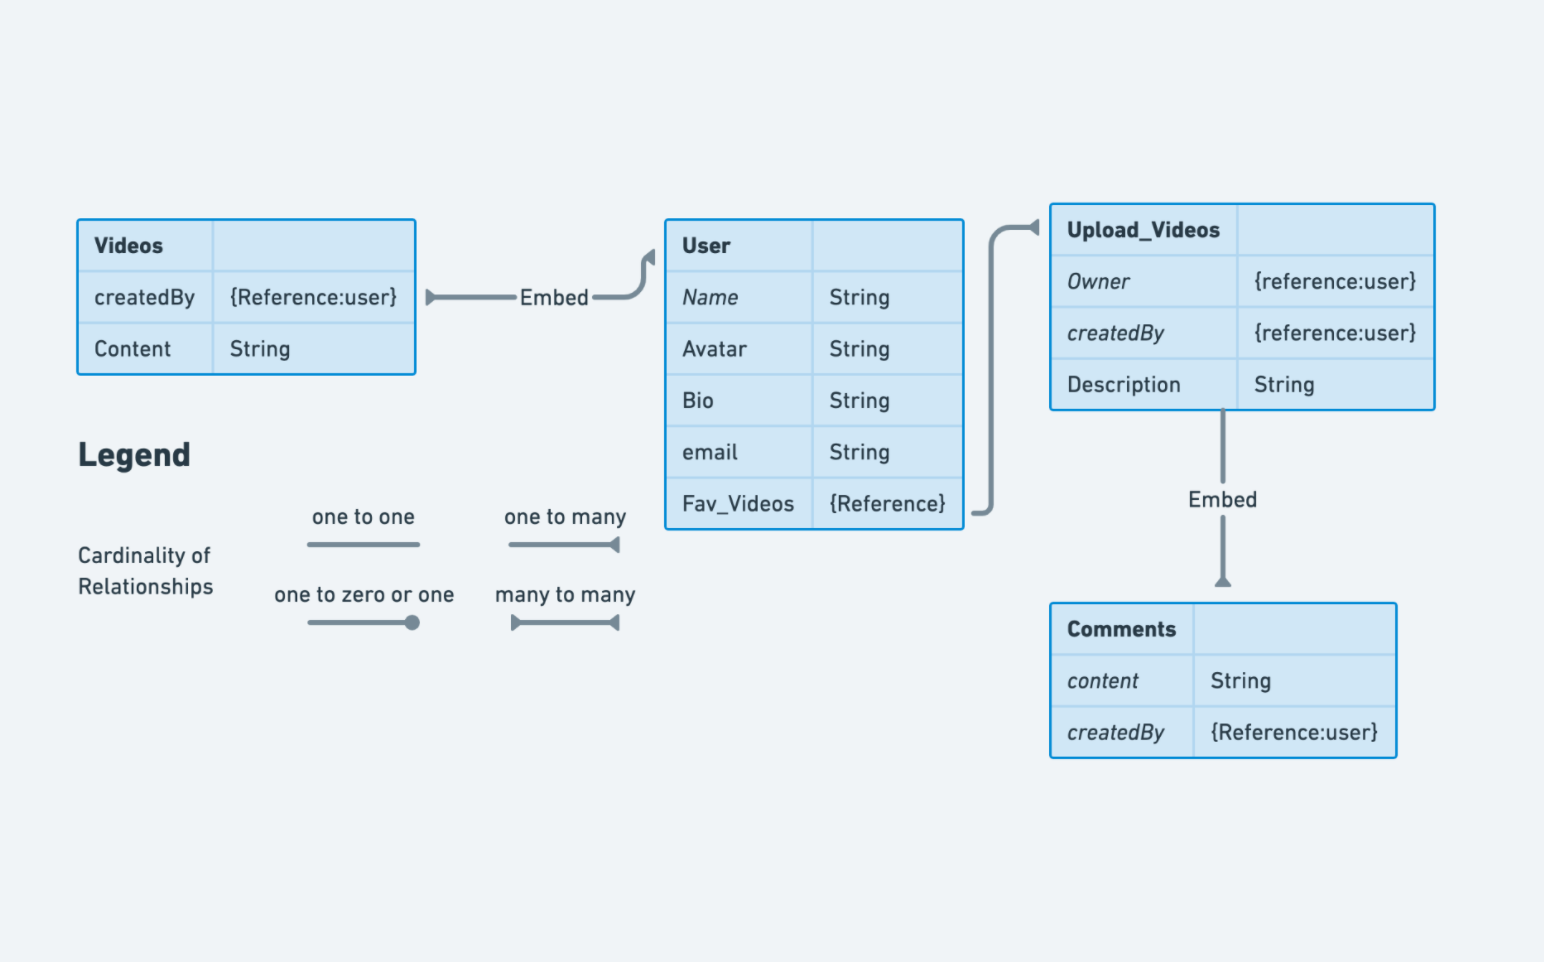 Videos
createdBy {Reference:user}
Content String
Embed
User
Name String
Avatar String
Bio String
email String
Fav_Videos {Reference}
Upload_Videos
Owner {reference:user}
createdBy {reference:user}
Description String
Embed
Comments
content String
createdBy {Reference:user}
Legend
Cardinality of
Relationships
one to one
one to many
one to zero or one
many to many